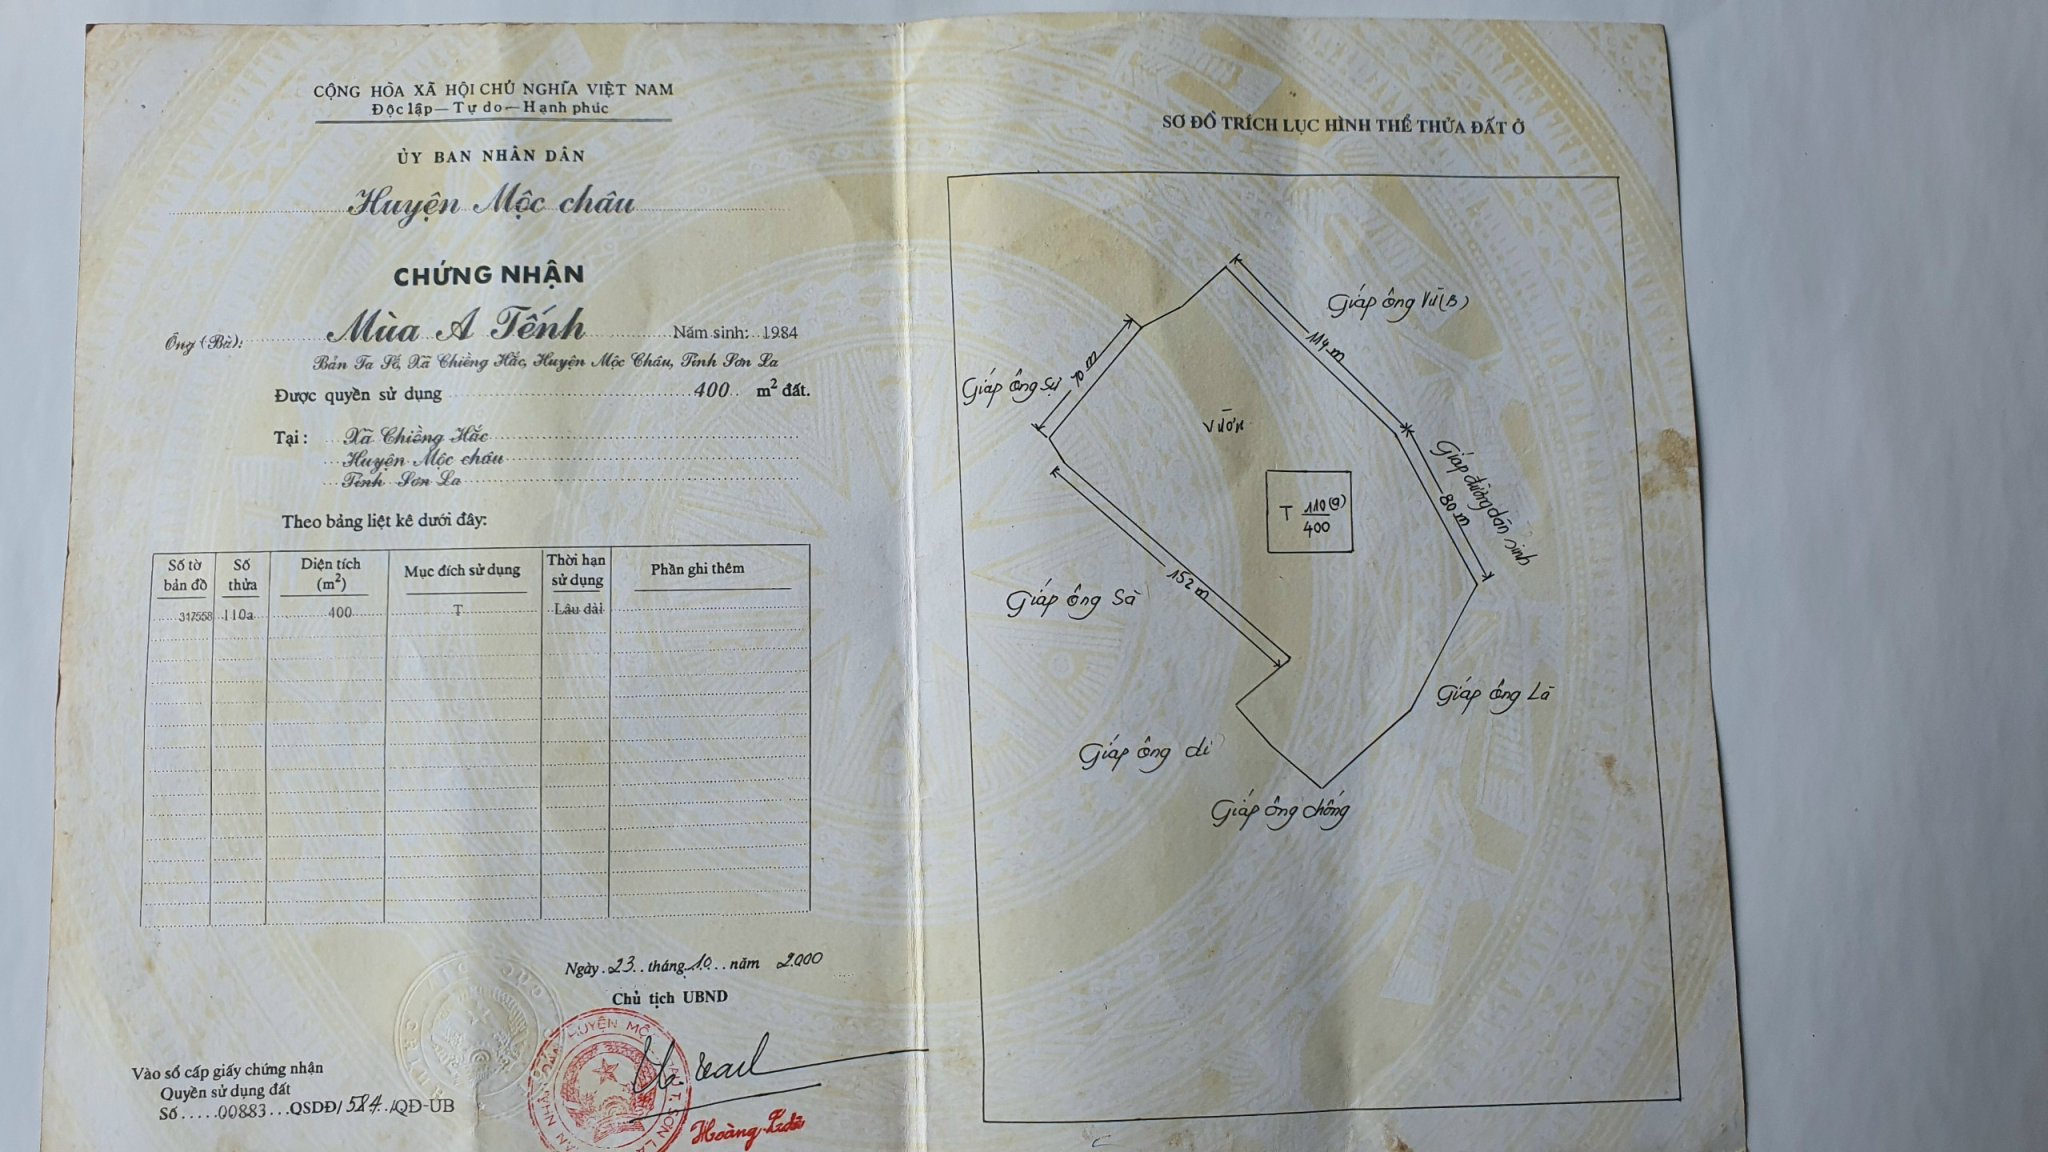 CỘNG HÒA XÃ HỘI CHỦ NGHĨA VIỆT NAM
Độc lập — Tự do — Hạnh phúc
ỦY BAN NHÂN DÂN
Huyện Mộc châu
CHỨNG NHẬN
Ông (Bà): Mùa A Tếnh Năm sinh: 1984
Bản Ta Số, Xã Chiềng Hắc, Huyện Mộc Châu, Tỉnh Sơn La
Được quyền sử dụng 400 m² đất.
Tại: Xã Chiềng Hắc
Huyện Mộc châu
Tỉnh Sơn La
Theo bảng liệt kê dưới đây:
Số tờ bản đồ Số thửa Diện tích (m²) Mục đích sử dụng Thời hạn sử dụng Phần ghi thêm
317558 110a 400 T Lâu dài
Ngày 23 tháng 10 năm 2000
Chủ tịch UBND
Vào sổ cấp giấy chứng nhận
Quyền sử dụng đất
Số 00883 QSDĐ/584/QĐ-UB
SƠ ĐỒ TRÍCH LỤC HÌNH THỂ THỬA ĐẤT Ở
Giáp ông Vừ(B)
114 m
70 m
Giáp ông Sự
vườn
Giáp đường dân sinh
80 m
T 110(a)
400
152 m
Giáp ông Sà
Giáp ông Là
Giáp ông di
Giáp ông chống